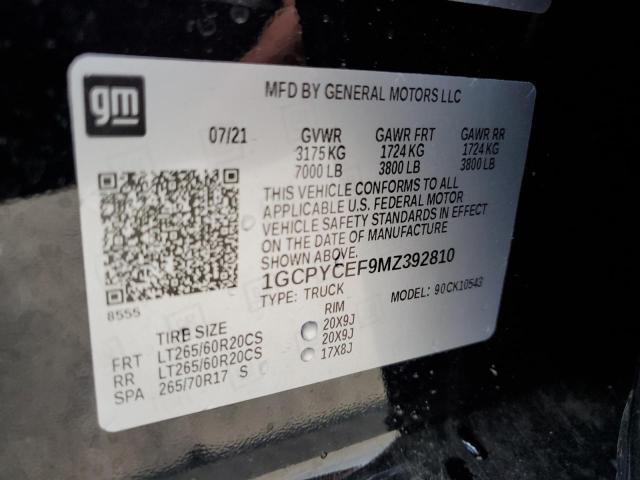 gm
MFD BY GENERAL MOTORS LLC
07/21 GVWR GAWR FRT GAWR RR
3175 KG 1724 KG 1724 KG
7000 LB 3800 LB 3800 LB
THIS VEHICLE CONFORMS TO ALL
APPLICABLE U.S. FEDERAL MOTOR
VEHICLE SAFETY STANDARDS IN EFFECT
ON THE DATE OF MANUFACTURE
SHOWN ABOVE.
1GCPYCEF9MZ392810
TYPE: TRUCK MODEL: 90CK10543
8555
TIRE SIZE RIM
FRT LT265/60R20CS 20X9J
RR LT265/60R20CS 20X9J
SPA 265/70R17 S 17X8J